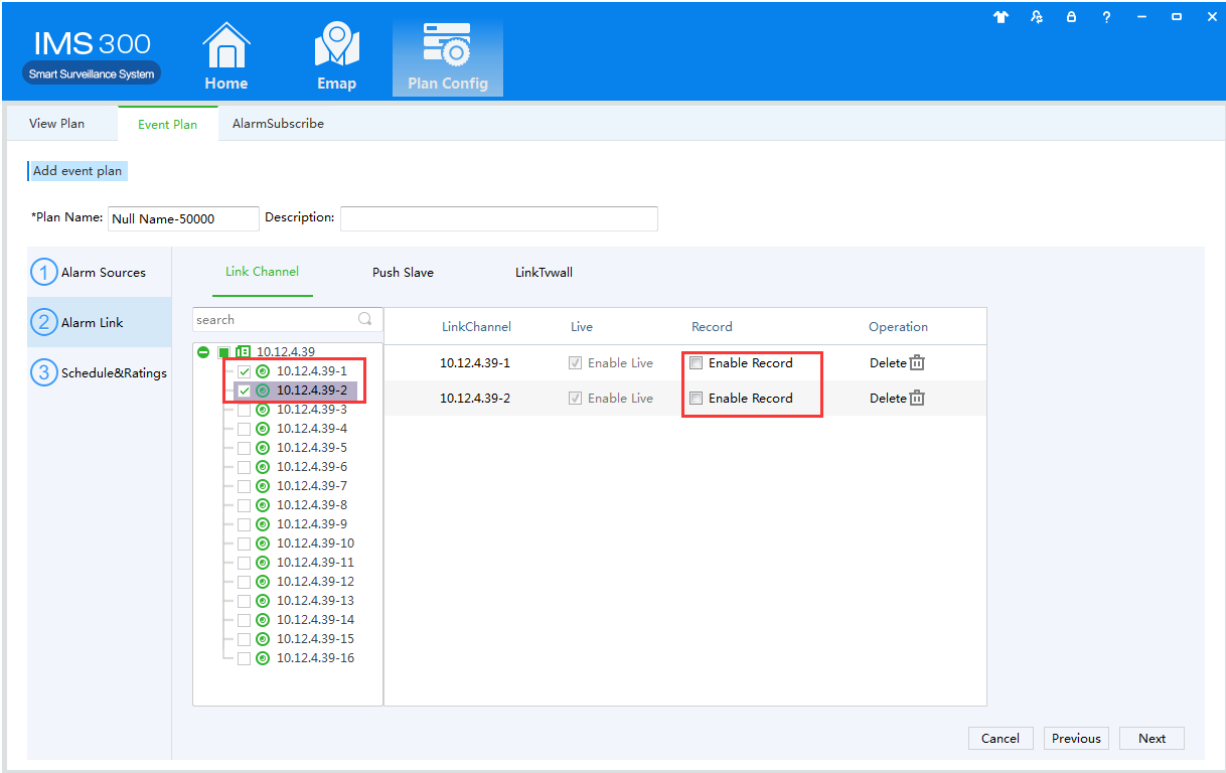 IMS 300
Smart Surveillance System
Home
Emap
Plan Config
?
View Plan
Event Plan
AlarmSubscribe
Add event plan
*Plan Name: Null Name-50000 Description:
1 Alarm Sources
2 Alarm Link
3 Schedule&Ratings
Link Channel
Push Slave
LinkTvwall
search
10.12.4.39
10.12.4.39-1
10.12.4.39-2
10.12.4.39-3
10.12.4.39-4
10.12.4.39-5
10.12.4.39-6
10.12.4.39-7
10.12.4.39-8
10.12.4.39-9
10.12.4.39-10
10.12.4.39-11
10.12.4.39-12
10.12.4.39-13
10.12.4.39-14
10.12.4.39-15
10.12.4.39-16
LinkChannel Live Record Operation
10.12.4.39-1 Enable Live Enable Record Delete
10.12.4.39-2 Enable Live Enable Record Delete
Cancel
Previous
Next